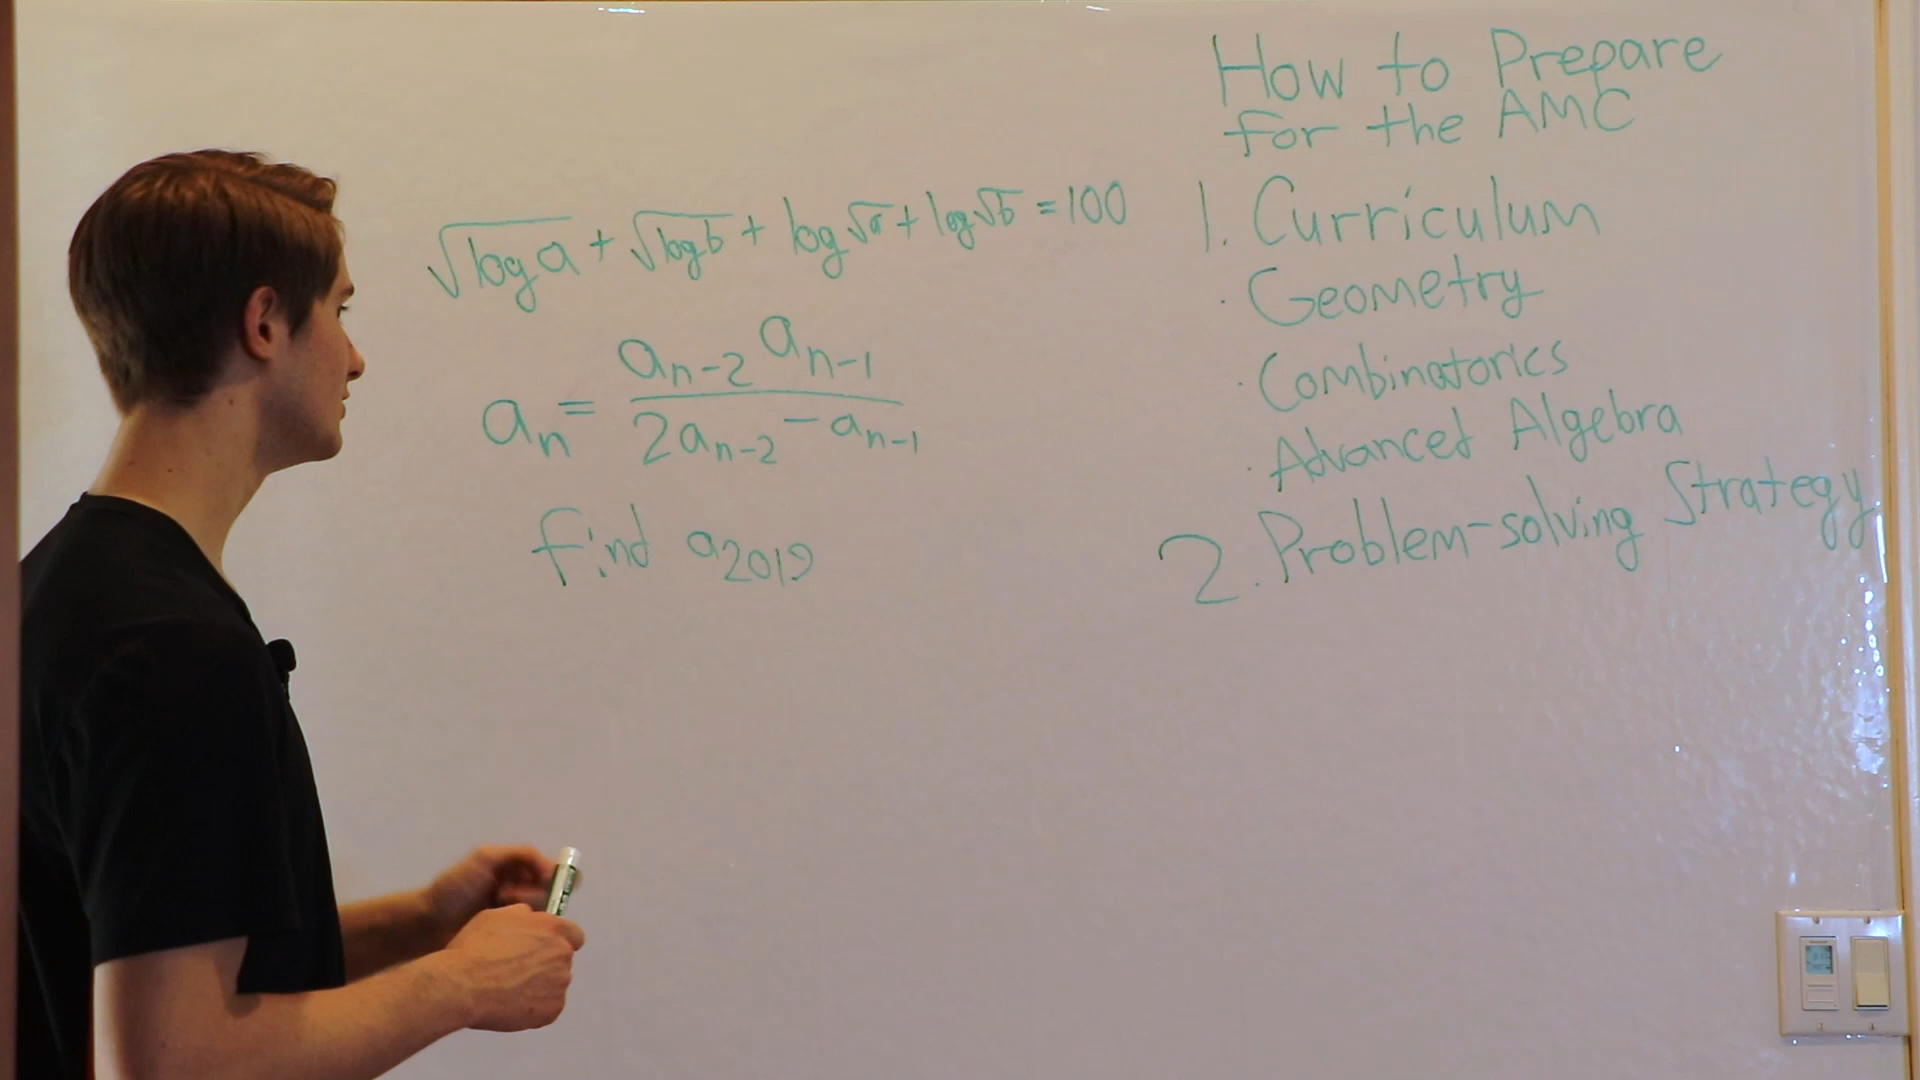 √log a + √log b + log √a + log √b = 100
aₙ = aₙ₋₂ aₙ₋₁ / 2aₙ₋₂ - aₙ₋₁
find a₂₀₁₉
How to Prepare
for the AMC
1. Curriculum
· Geometry
· Combinatorics
· Advanced Algebra
2. Problem-solving Strategy